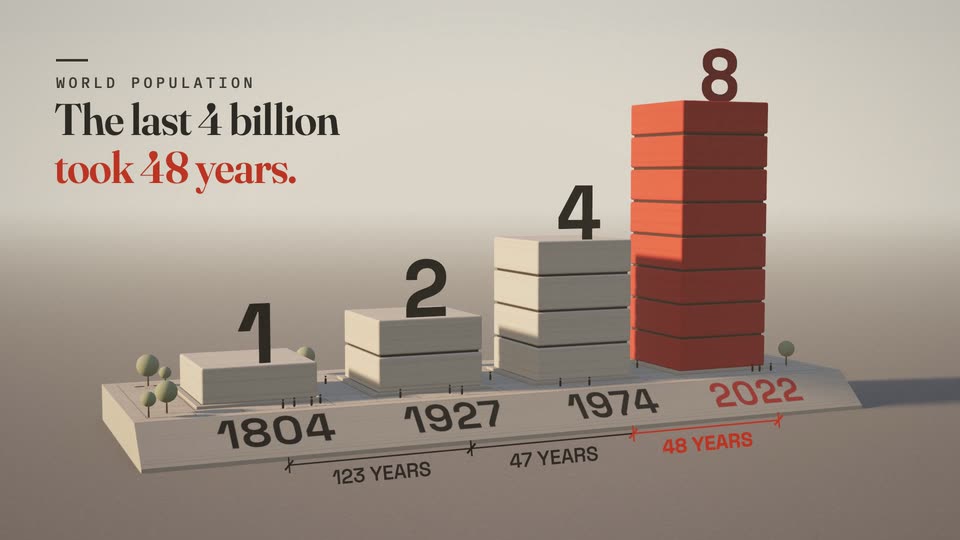 WORLD POPULATION
The last 4 billion
took 48 years.
1
2
4
8
1804
1927
1974
2022
123 YEARS
47 YEARS
48 YEARS